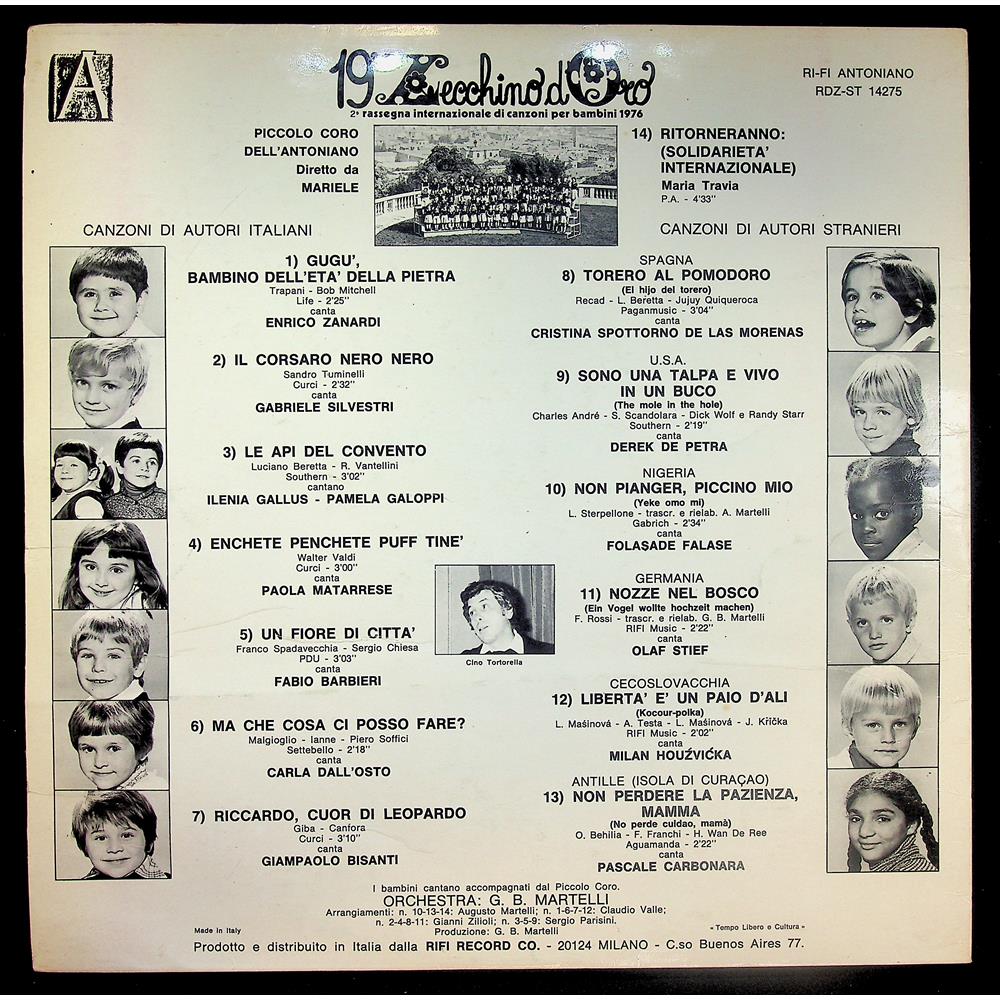 A
19° Zecchino d'Oro
2ª rassegna internazionale di canzoni per bambini 1976
RI-FI ANTONIANO
RDZ-ST 14275
PICCOLO CORO
DELL'ANTONIANO
Diretto da
MARIELE
14) RITORNERANNO:
(SOLIDARIETA'
INTERNAZIONALE)
Maria Travia
P.A. - 4'33"
CANZONI DI AUTORI ITALIANI
1) GUGU',
BAMBINO DELL'ETA' DELLA PIETRA
Trapani - Bob Mitchell
Life - 2'25"
canta
ENRICO ZANARDI
2) IL CORSARO NERO NERO
Sandro Tuminelli
Curci - 2'32"
canta
GABRIELE SILVESTRI
3) LE API DEL CONVENTO
Luciano Beretta - R. Vantellini
Southern - 3'02"
cantano
ILENIA GALLUS - PAMELA GALOPPI
4) ENCHETE PENCHETE PUFF TINE'
Walter Valdi
Curci - 3'00"
canta
PAOLA MATARRESE
5) UN FIORE DI CITTA'
Franco Spadavecchia - Sergio Chiesa
PDU - 3'03"
canta
FABIO BARBIERI
6) MA CHE COSA CI POSSO FARE?
Malgioglio - Ianne - Piero Soffici
Settebello - 2'18"
canta
CARLA DALL'OSTO
7) RICCARDO, CUOR DI LEOPARDO
Giba - Canfora
Curci - 3'10"
canta
GIAMPAOLO BISANTI
Cino Tortorella
CANZONI DI AUTORI STRANIERI
SPAGNA
8) TORERO AL POMODORO
(El hijo del torero)
Recad - L. Beretta - Jujuy Quiqueroca
Paganmusic - 3'04"
canta
CRISTINA SPOTTORNO DE LAS MORENAS
U.S.A.
9) SONO UNA TALPA E VIVO
IN UN BUCO
(The mole in the hole)
Charles André - S. Scandolara - Dick Wolf e Randy Starr
Southern - 2'19"
canta
DEREK DE PETRA
NIGERIA
10) NON PIANGER, PICCINO MIO
(Yeke omo mi)
L. Sterpellone - trascr. e rielab. A. Martelli
Gabrich - 2'34"
canta
FOLASADE FALASE
GERMANIA
11) NOZZE NEL BOSCO
(Ein Vogel wollte hochzeit machen)
F. Rossi - trascr. e rielab. G. B. Martelli
RIFI Music - 2'22"
canta
OLAF STIEF
CECOSLOVACCHIA
12) LIBERTA' E' UN PAIO D'ALI
(Kocour-polka)
L. Mašinová - A. Testa - L. Mašinová - J. Křička
RIFI Music - 2'02"
canta
MILAN HOUŹVIĆKA
ANTILLE (ISOLA DI CURAÇAO)
13) NON PERDERE LA PAZIENZA,
MAMMA
(No perde cuidao, mamà)
O. Behilia - F. Franchi - H. Wan De Ree
Aguamanda - 2'22"
canta
PASCALE CARBONARA
I bambini cantano accompagnati dal Piccolo Coro.
ORCHESTRA: G. B. MARTELLI
Arrangiamenti: n. 10-13-14: Augusto Martelli; n. 1-6-7-12: Claudio Valle;
n. 2-4-8-11: Gianni Zilioli; n. 3-5-9: Sergio Parisini.
Produzione: G. B. Martelli
Made in Italy
« Tempo Libero e Cultura »
Prodotto e distribuito in Italia dalla RIFI RECORD CO. - 20124 MILANO - C.so Buenos Aires 77.